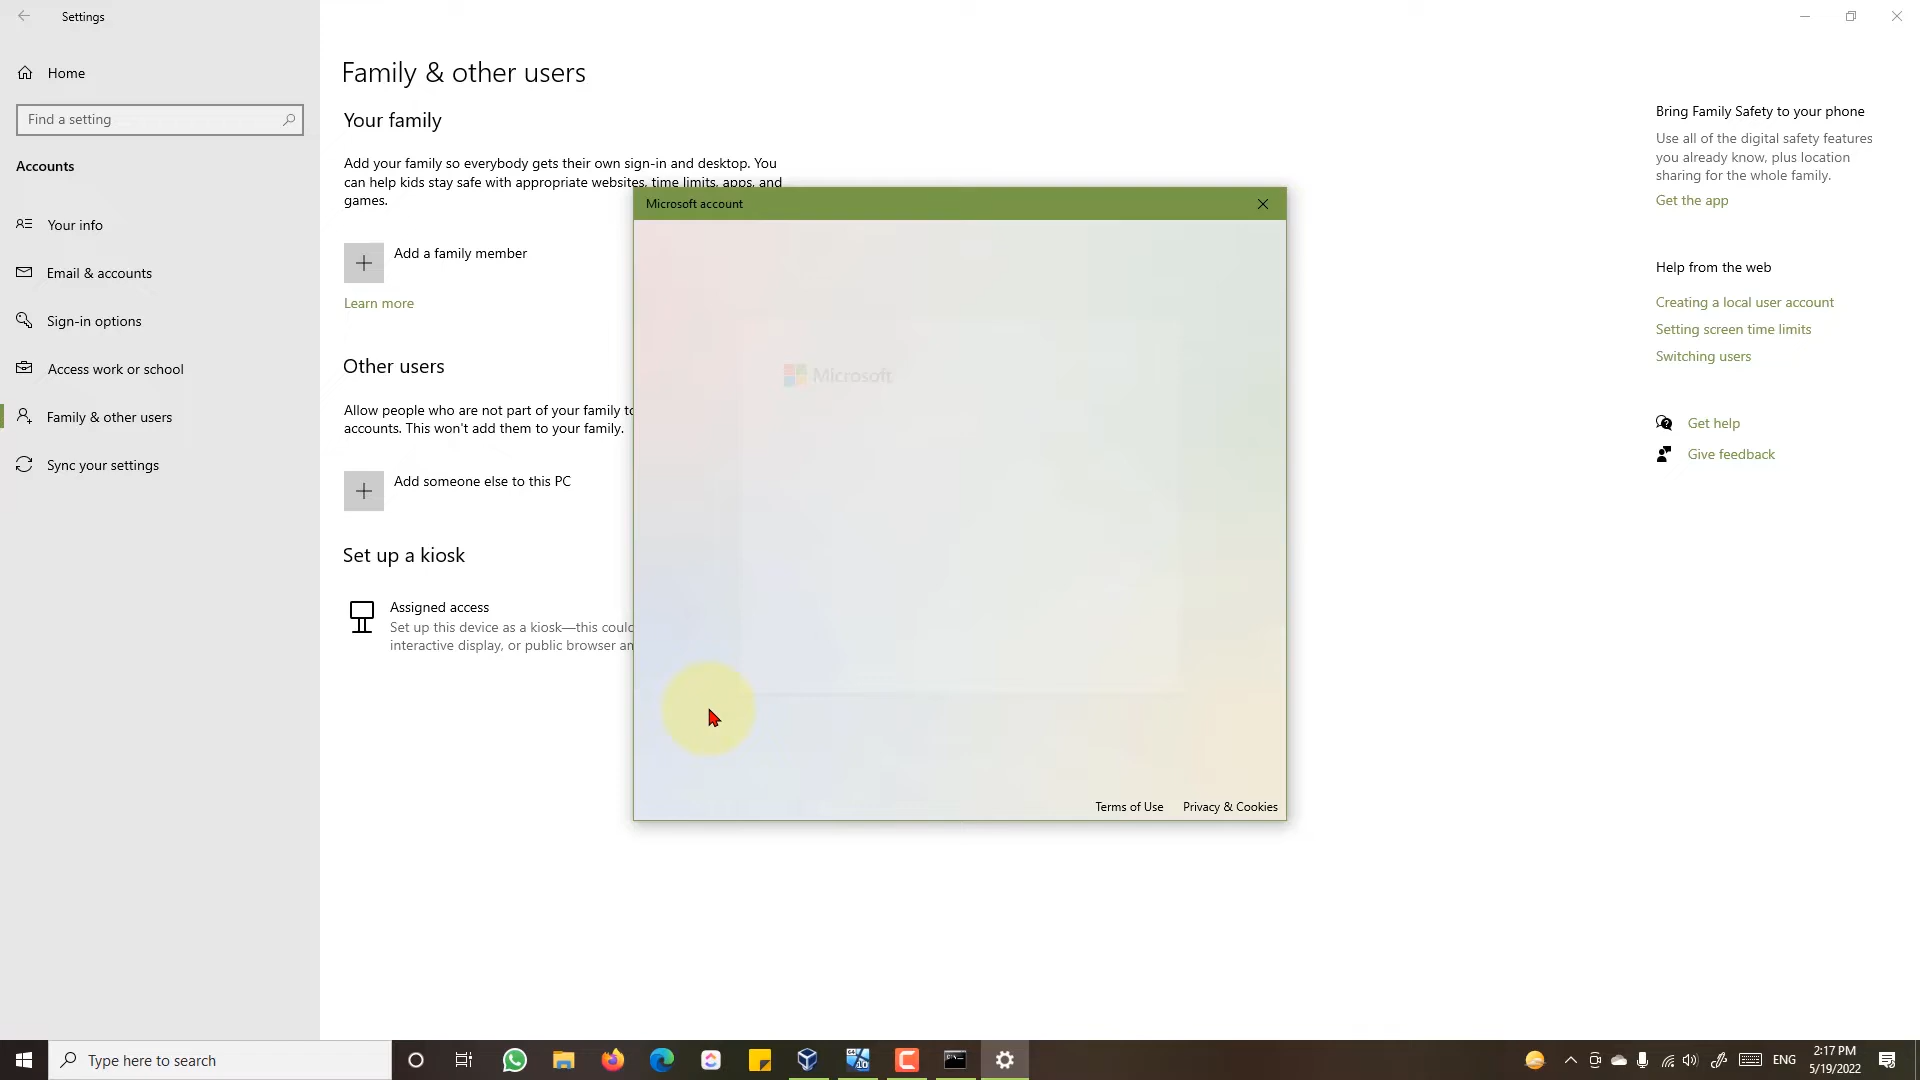 Settings
Home
Find a setting
Accounts
Your info
Email & accounts
Sign-in options
Access work or school
Family & other users
Sync your settings
Family & other users
Your family
Add your family so everybody gets their own sign-in and desktop. You
can help kids stay safe with appropriate websites, time limits, apps, and
games.
Add a family member
Learn more
Other users
Allow people who are not part of your family to
accounts. This won't add them to your family.
Add someone else to this PC
Set up a kiosk
Assigned access
Set up this device as a kiosk—this could
interactive display, or public browser an
Microsoft account
Microsoft
Terms of Use Privacy & Cookies
Bring Family Safety to your phone
Use all of the digital safety features
you already know, plus location
sharing for the whole family.
Get the app
Help from the web
Creating a local user account
Setting screen time limits
Switching users
Get help
Give feedback
Type here to search
ENG
2:17 PM
5/19/2022